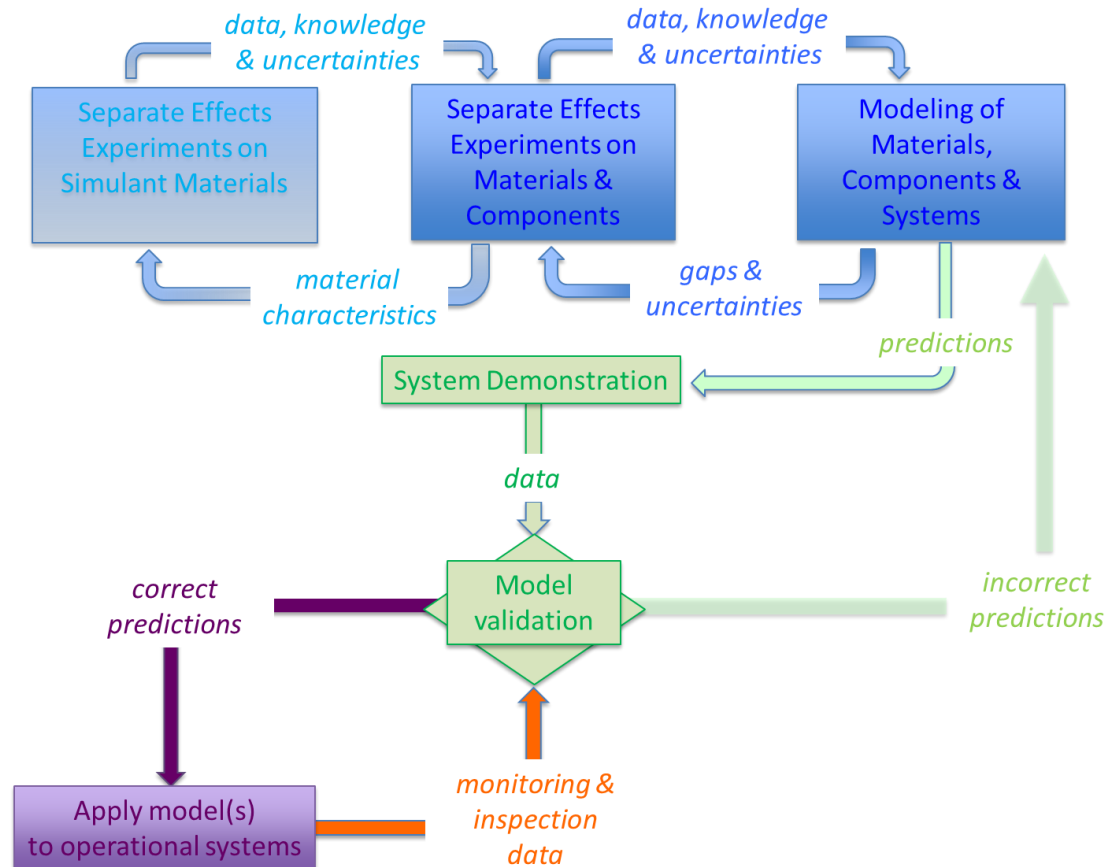 data, knowledge
& uncertainties
data, knowledge
& uncertainties
Separate Effects
Experiments on
Simulant Materials
Separate Effects
Experiments on
Materials &
Components
Modeling of
Materials,
Components &
Systems
material
characteristics
gaps &
uncertainties
predictions
System Demonstration
data
Model
validation
correct
predictions
incorrect
predictions
Apply model(s)
to operational systems
monitoring &
inspection
data